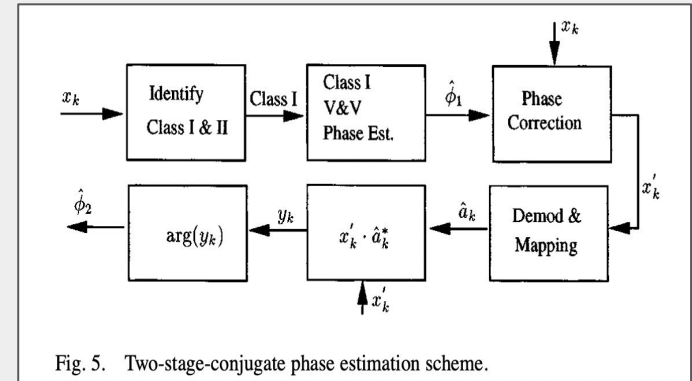 x_k
x_k
Identify
Class I & II
Class I
Class I
V&V
Phase Est.
ϕ̂_1
Phase
Correction
x'_k
ϕ̂_2
arg(y_k)
y_k
x'_k · â*_k
â_k
Demod &
Mapping
x'_k
Fig. 5. Two-stage-conjugate phase estimation scheme.